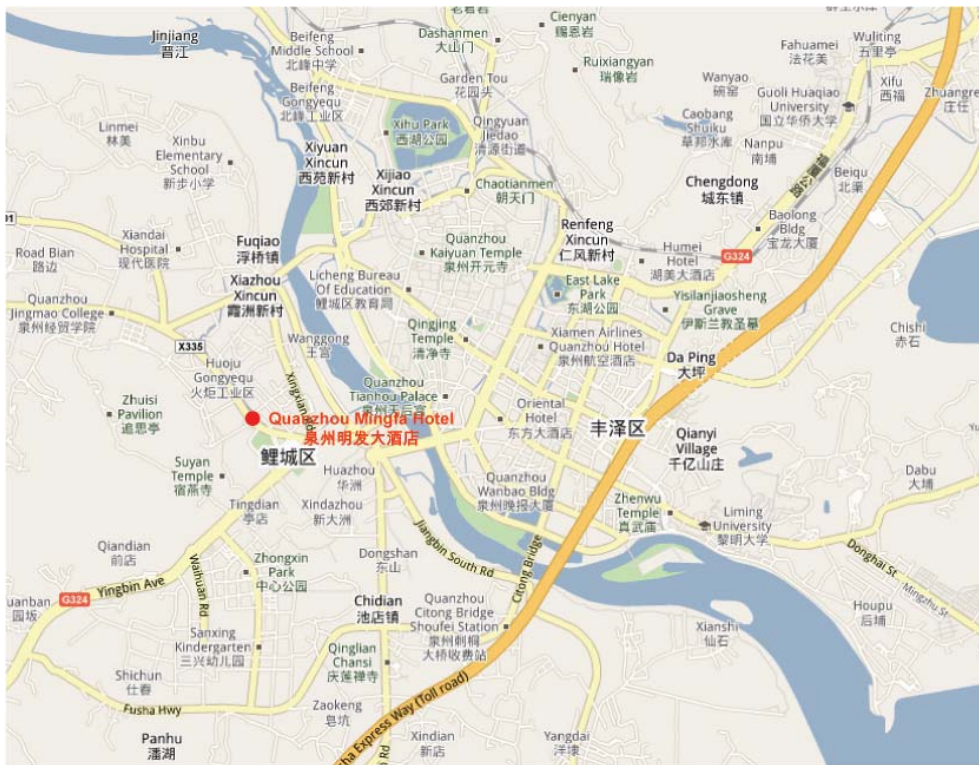 老君岩
Jinjiang
晋江
Beifeng
Middle School
北峰中学
Dashanmen
大山门
Cienyan
赐恩岩
Wuliting
五里亭
Fahuamei
法花美
Ruixiangyan
瑞像岩
Garden Tou
花园头
Beifeng
Gongyequ
北峰工业区
Wanyao
碗窑
Guoli Huaqiao
University
国立华侨大学
Xifu
西福
Zhuangre
庄任
Linmei
林美
Xinbu
Elementary
School
新步小学
Xihu Park
西湖公园
Qingyuan
Jiedao
清源街道
Caobang
Shuiku
草邦水库
Nanpu
南埔
Xiyuan
Xincun
西苑新村
Xijiao
Xincun
西郊新村
Chaotianmen
朝天门
Chengdong
城东镇
福厦公路
Beiqu
北渠
Xiandai
Hospital
现代医院
Road Bian
路边
Fuqiao
浮桥镇
Quanzhou
Kaiyuan Temple
泉州开元寺
Renfeng
Xincun
仁风新村
Humei
Hotel
湖美大酒店
G324
Baolong
Bldg
宝龙大厦
Xiazhou
Xincun
霞洲新村
Licheng Bureau
Of Education
鲤城区教育局
East Lake
Park
东湖公园
Yisilanjiaosheng
Grave
伊斯兰教圣墓
Quanzhou
Jingmao College
泉州经贸学院
X335
Wanggong
王宫
Qingjing
Temple
清净寺
Xiamen Airlines
Quanzhou Hotel
泉州航空酒店
Chishi
赤石
Da Ping
大坪
Huoju
Gongyequ
火炬工业区
Quanzhou
Tianhou Palace
泉州天后宫
Zhuisi
Pavilion
追思亭
Quanzhou Mingfa Hotel
泉州明发大酒店
Oriental
Hotel
东方大酒店
丰泽区
Qianyi
Village
千亿山庄
鲤城区
Suyan
Temple
宿燕寺
Huazhou
华洲
Quanzhou
Wanbao Bldg
泉州晚报大厦
Dabu
大埔
Zhenwu
Temple
真武庙
Liming
University
黎明大学
Tingdian
亭店
Xindazhou
新大洲
Jiangbin South Rd
Citong Bridge
Qiandian
前店
Yingbin Ave
Waihuan Rd
Zhongxin
Park
中心公园
Dongshan
东山
Donghai St
Mingzhu St
G324
园坂
Chidian
池店镇
Quanzhou
Citong Bridge
Shoufei Station
泉州刺桐
大桥收费站
Xianshi
仙石
Houpu
后埔
Sanxing
Kindergarten
三兴幼儿园
Qinglian
Chansi
庆莲禅寺
Shichun
仕春
Fusha Hwy
Zaokeng
皂坑
Express Way (Toll road)
Panhu
潘湖
Xindian
新店
Yangdai
洋埭